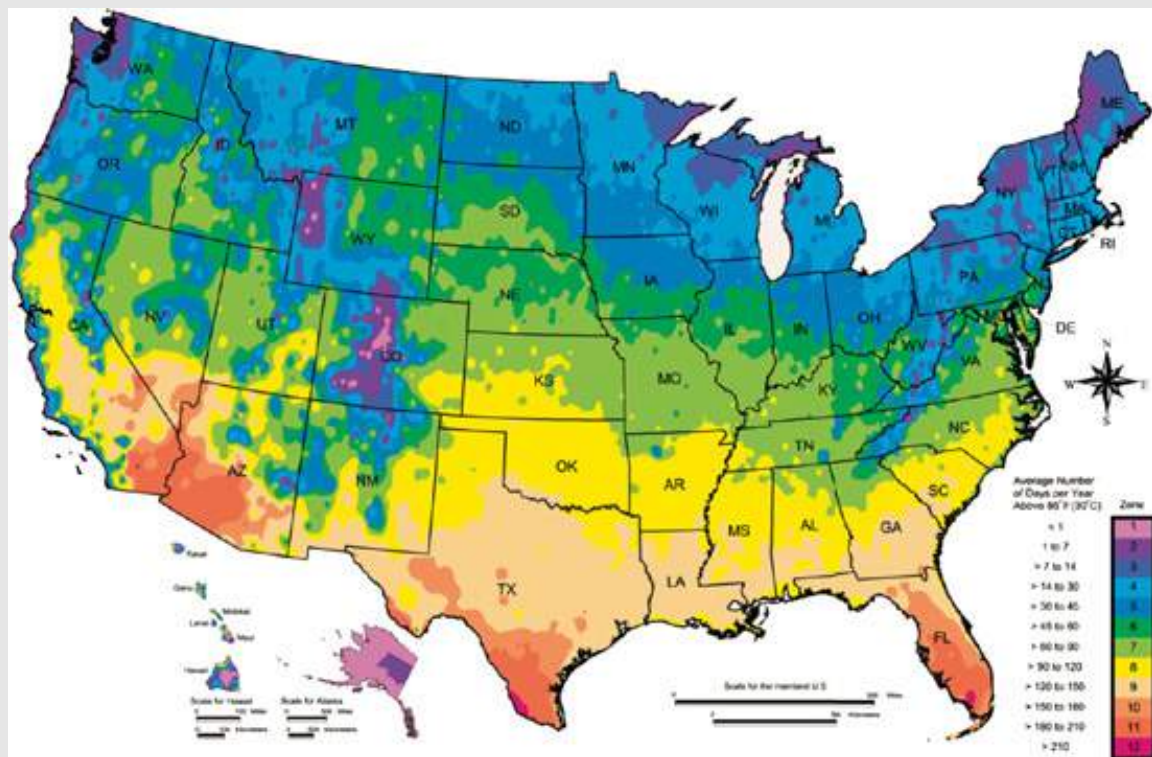 WA
MT
ND
MN
ME
OR
ID
SD
WI
MI
NY
VT
NH
MA
CT
RI
WY
IA
PA
NJ
NE
NV
UT
IL
IN
OH
DE
CA
CO
WV
VA
KS
MO
KY
NC
TN
AZ
NM
OK
AR
SC
MS
AL
GA
TX
LA
FL
N
W
E
S
Average Number
of Days per Year
Above 86°F (30°C)
Zone
< 1
1
1 to 7
2
> 7 to 14
3
> 14 to 30
4
> 30 to 45
5
> 45 to 60
6
> 60 to 90
7
> 90 to 120
8
> 120 to 150
9
> 150 to 180
10
> 180 to 210
11
> 210
12
Kauai
Oahu
Molokai
Lanai
Maui
Hawaii
Scale for Hawaii
Scale for Alaska
Scale for the mainland U.S